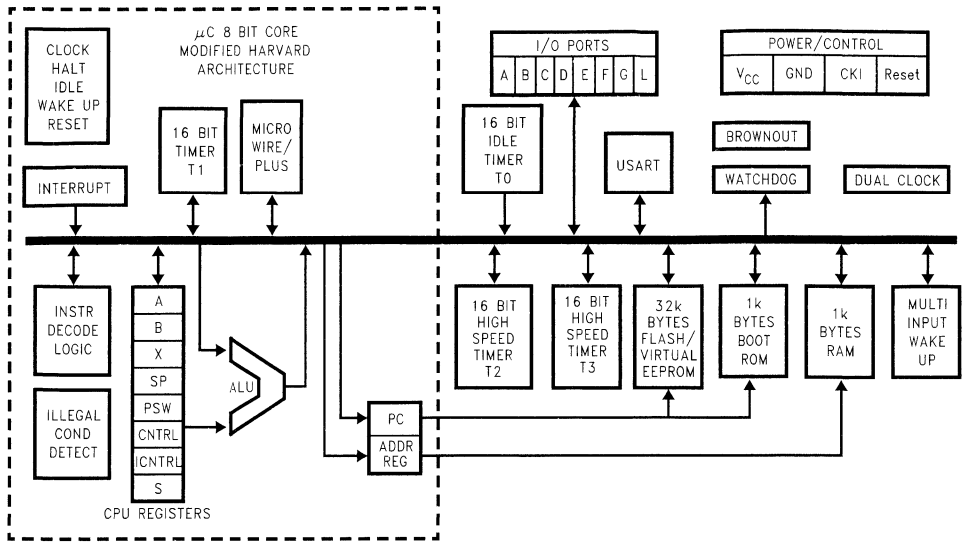 μC 8 BIT CORE
MODIFIED HARVARD
ARCHITECTURE
CLOCK
HALT
IDLE
WAKE UP
RESET
INTERRUPT
16 BIT
TIMER
T1
MICRO
WIRE/
PLUS
I/O PORTS
A B C D E F G L
POWER/CONTROL
VCC GND CKI Reset
16 BIT
IDLE
TIMER
T0
USART
BROWNOUT
WATCHDOG
DUAL CLOCK
INSTR
DECODE
LOGIC
ILLEGAL
COND
DETECT
A
B
X
SP
PSW
CNTRL
ICNTRL
S
CPU REGISTERS
ALU
PC
ADDR
REG
16 BIT
HIGH
SPEED
TIMER
T2
16 BIT
HIGH
SPEED
TIMER
T3
32k
BYTES
FLASH/
VIRTUAL
EEPROM
1k
BYTES
BOOT
ROM
1k
BYTES
RAM
MULTI
INPUT
WAKE
UP